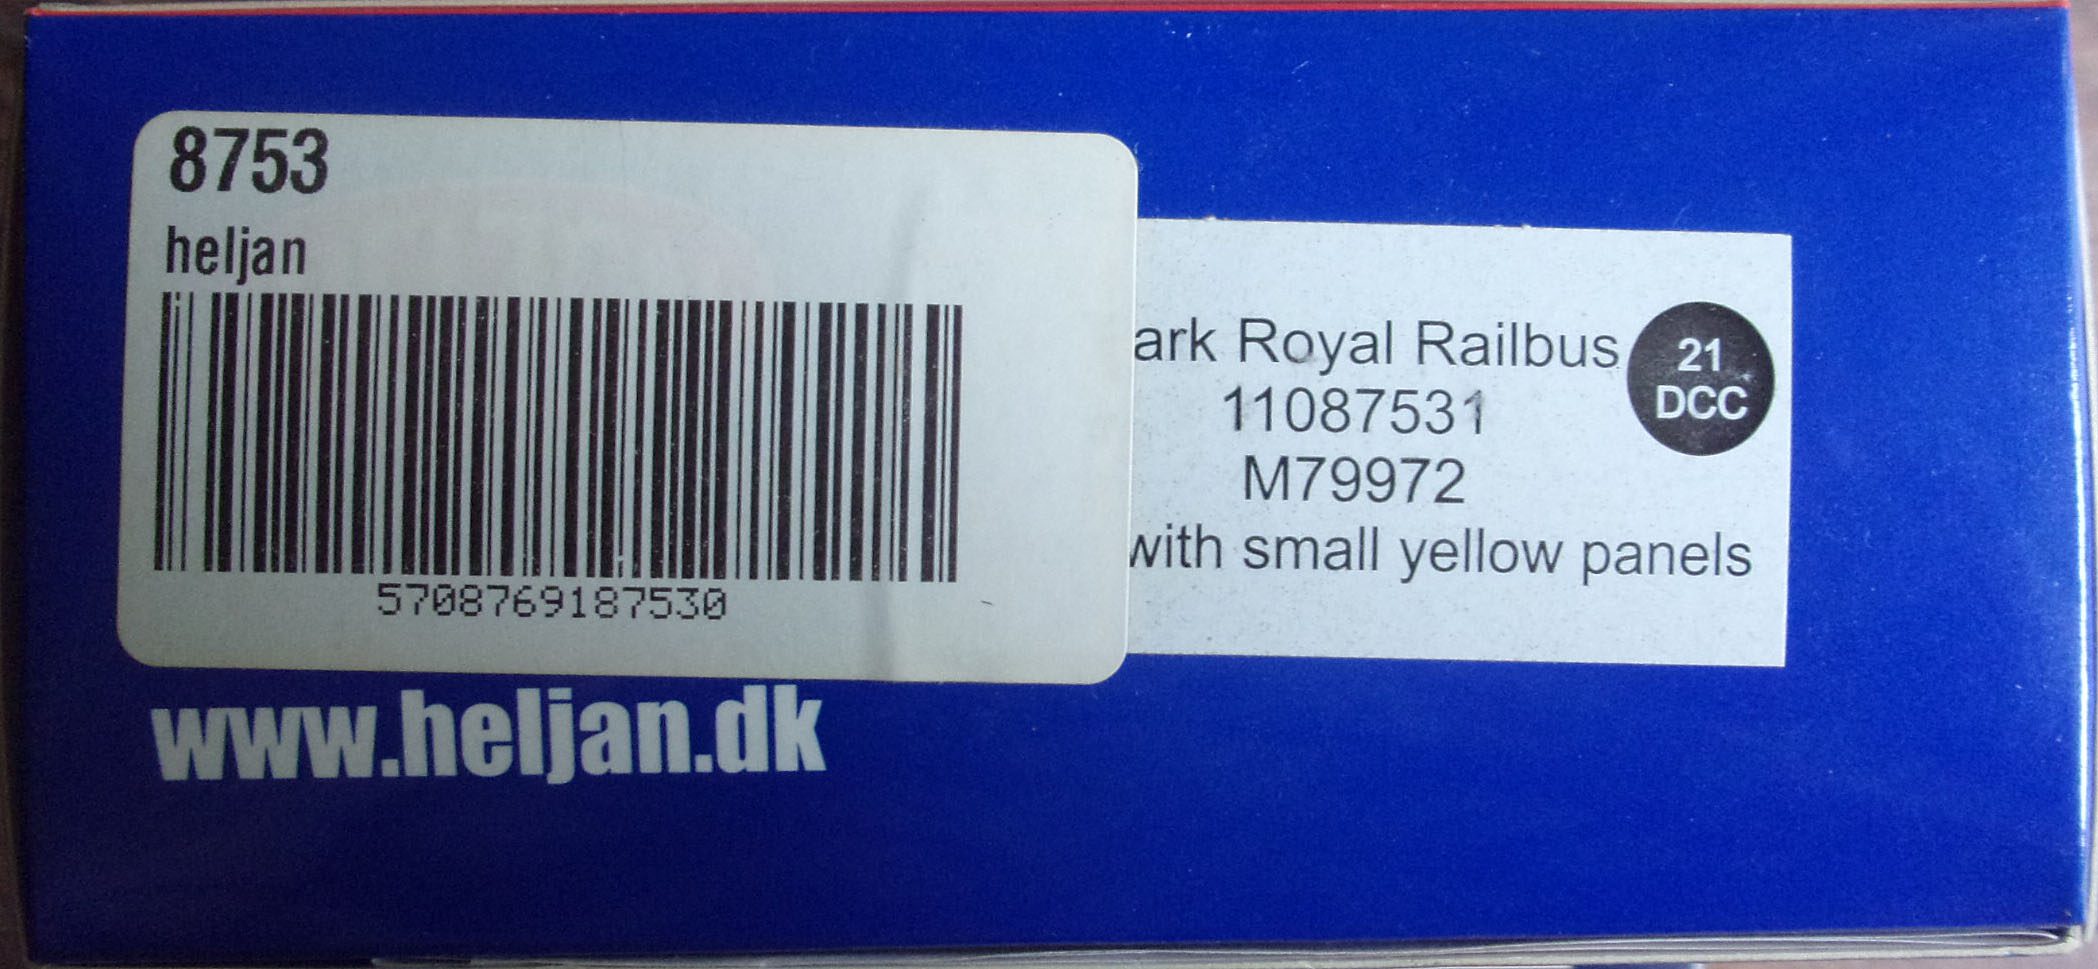 8753
heljan
5708769187530
www.heljan.dk
ark Royal Railbus
11087531
M79972
with small yellow panels
21
DCC